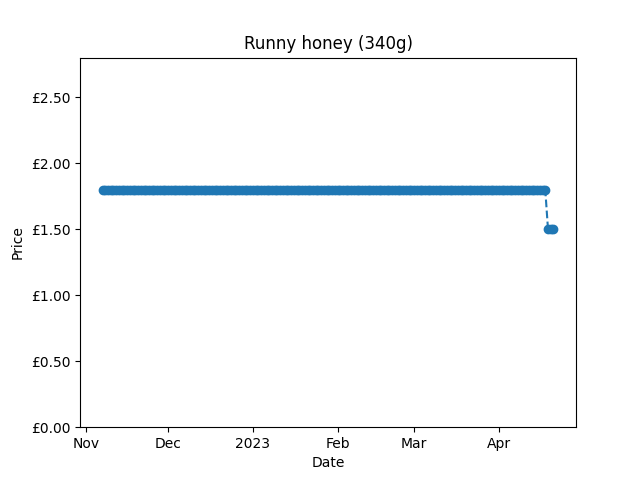 Runny honey (340g)
£2.50
£2.00
£1.50
£1.00
£0.50
£0.00
Price
Nov Dec 2023 Feb Mar Apr
Date